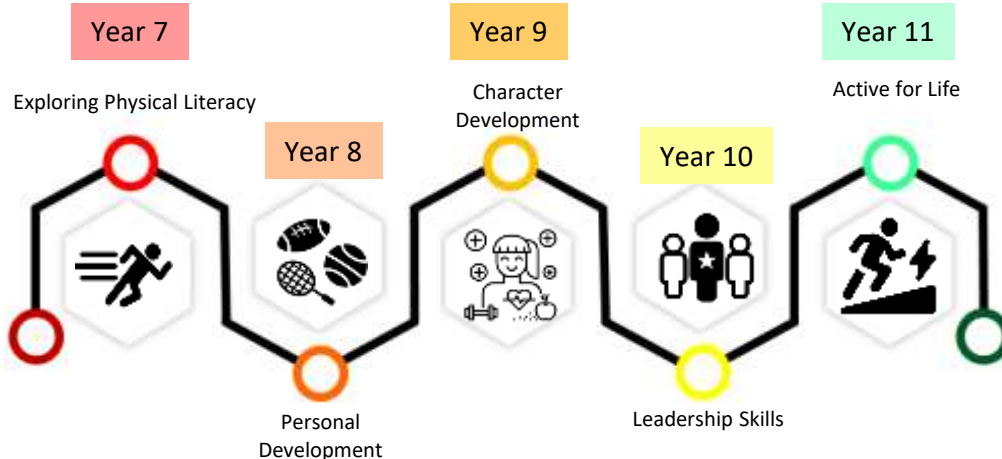 Year 7
Exploring Physical Literacy
Year 8
Personal
Development
Year 9
Character
Development
Year 10
Leadership Skills
Year 11
Active for Life